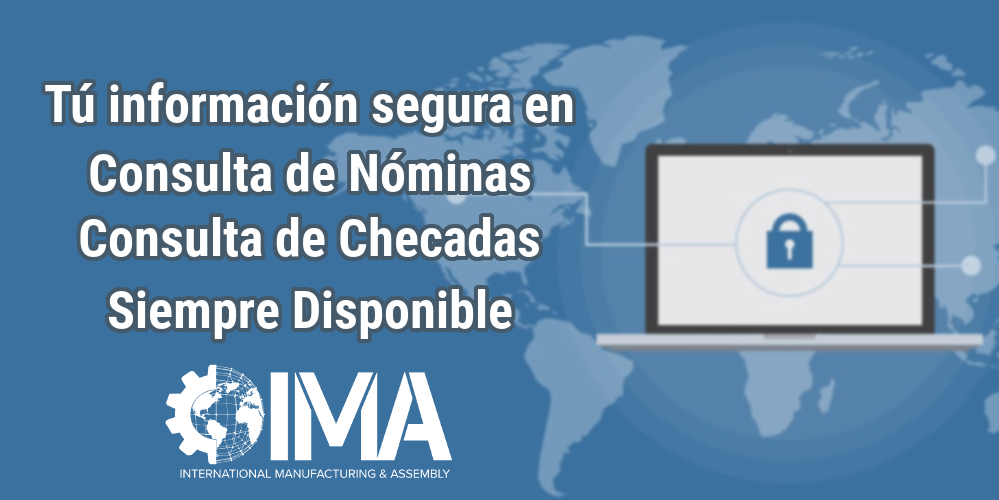 Tú información segura en
Consulta de Nóminas
Consulta de Checadas
Siempre Disponible
IMA
INTERNATIONAL MANUFACTURING & ASSEMBLY